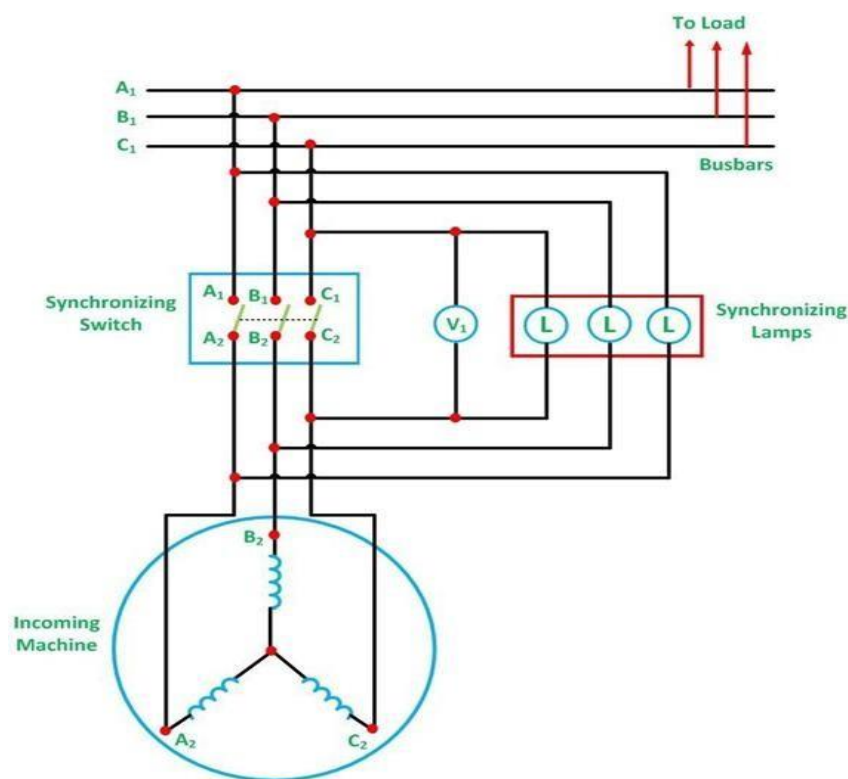 To Load
A₁
B₁
C₁
Busbars
A₁ B₁ C₁
Synchronizing
Switch
A₂ B₂ C₂
V₁
L L L
Synchronizing
Lamps
B₂
Incoming
Machine
A₂
C₂